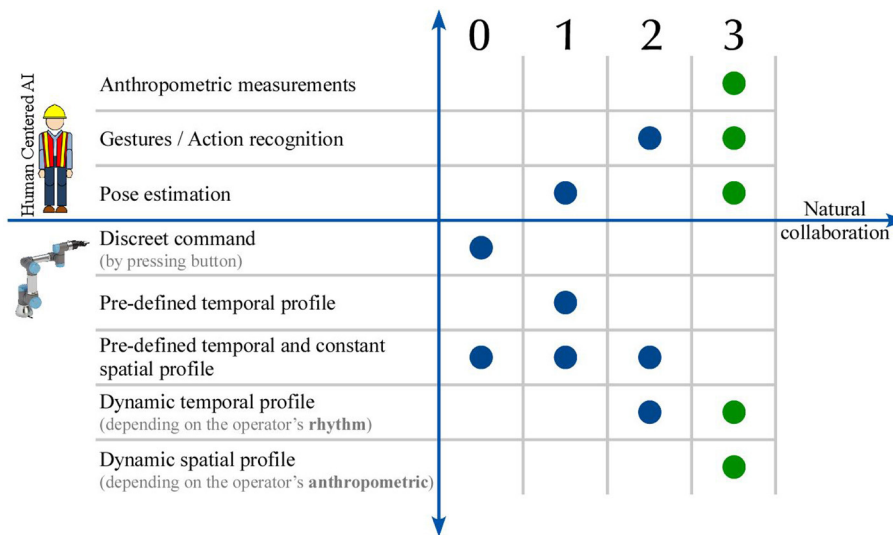 0 1 2 3
Human Centered AI
Anthropometric measurements
Gestures / Action recognition
Pose estimation
Natural
collaboration
Discreet command
(by pressing button)
Pre-defined temporal profile
Pre-defined temporal and constant
spatial profile
Dynamic temporal profile
(depending on the operator's rhythm)
Dynamic spatial profile
(depending on the operator's anthropometric)